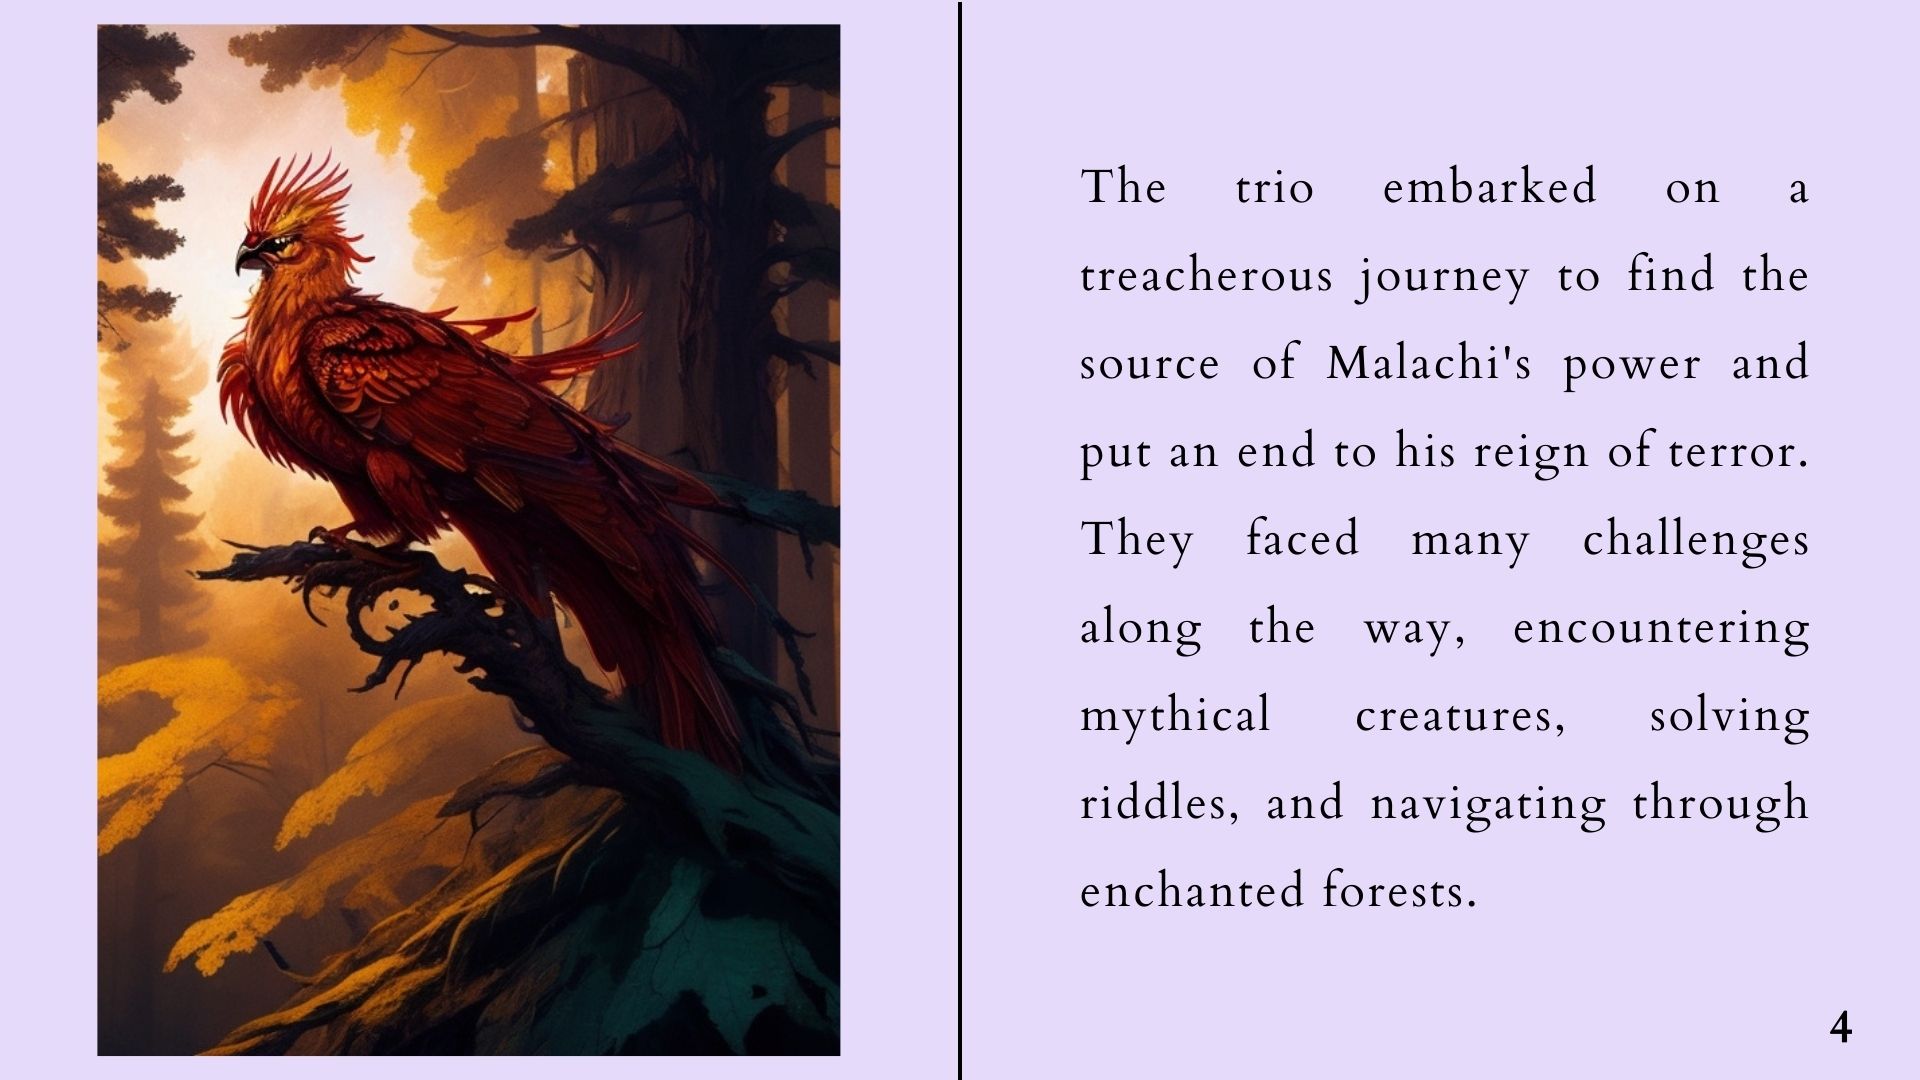 The trio embarked on a
treacherous journey to find the
source of Malachi's power and
put an end to his reign of terror.
They faced many challenges
along the way, encountering
mythical creatures, solving
riddles, and navigating through
enchanted forests.
4